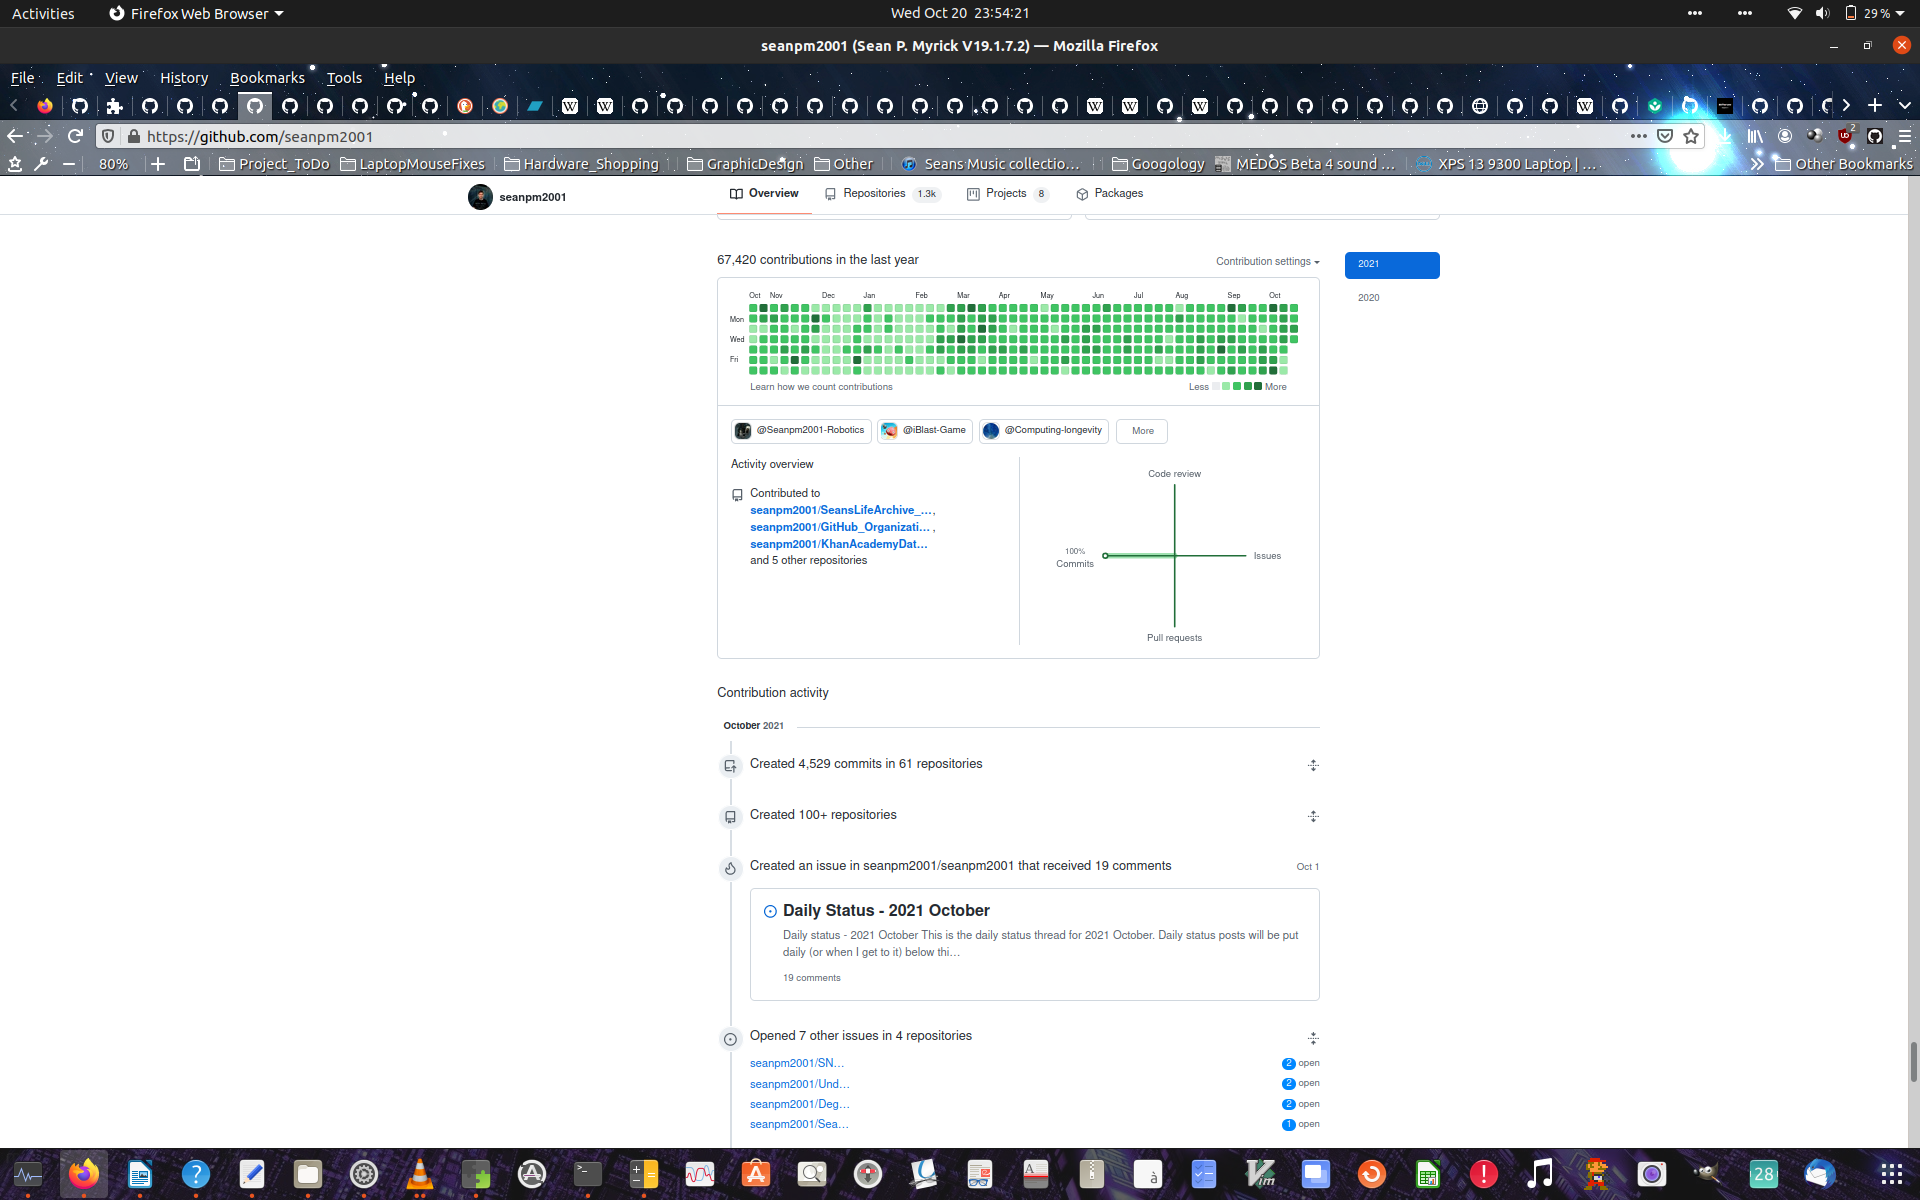 Activities
Firefox Web Browser
Wed Oct 20 23:54:21
29 %
seanpm2001 (Sean P. Myrick V19.1.7.2) — Mozilla Firefox
File Edit View History Bookmarks Tools Help
https://github.com/seanpm2001
2
80%
Project_ToDo
LaptopMouseFixes
Hardware_Shopping
GraphicDesign
Other
Seans Music collectio…
Googology
MEDOS Beta 4 sound …
XPS 13 9300 Laptop | …
Other Bookmarks
seanpm2001
Overview
Repositories 1.3k
Projects 8
Packages
67,420 contributions in the last year
Contribution settings
2021
2020
Oct Nov Dec Jan Feb Mar Apr May Jun Jul Aug Sep Oct
Mon
Wed
Fri
Learn how we count contributions
Less More
@Seanpm2001-Robotics
@iBlast-Game
@Computing-longevity
More
Activity overview
Contributed to
seanpm2001/SeansLifeArchive_…,
seanpm2001/GitHub_Organizati… ,
seanpm2001/KhanAcademyDat…
and 5 other repositories
Code review
100%
Commits
Issues
Pull requests
Contribution activity
October 2021
Created 4,529 commits in 61 repositories
Created 100+ repositories
Created an issue in seanpm2001/seanpm2001 that received 19 comments
Oct 1
Daily Status - 2021 October
Daily status - 2021 October This is the daily status thread for 2021 October. Daily status posts will be put
daily (or when I get to it) below thi…
19 comments
Opened 7 other issues in 4 repositories
seanpm2001/SN…
2 open
seanpm2001/Und…
2 open
seanpm2001/Deg…
2 open
seanpm2001/Sea…
1 open
28